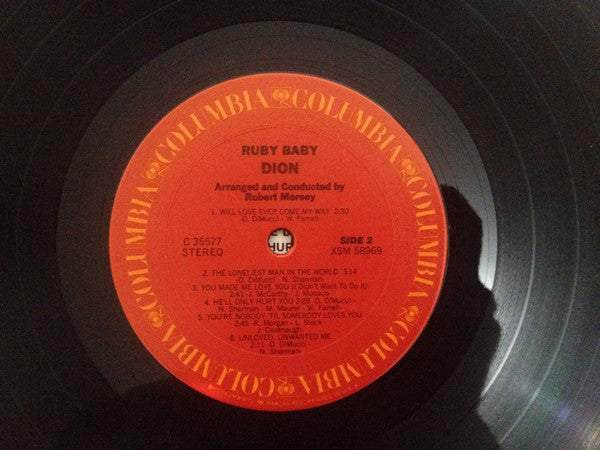 COLUMBIA COLUMBIA COLUMBIA COLUMBIA COLUMBIA COLUMBIA
RUBY BABY
DION
Arranged and Conducted by
Robert Mersey
1. WILL LOVE EVER COME MY WAY 2:30
-D. DiMucci - W. Farrell-
C 35577
STEREO
HUR
SIDE 2
XSM 58969
2. THE LONELIEST MAN IN THE WORLD 3:14
-D. DiMucci - N. Sherman-
3. YOU MADE ME LOVE YOU (I Didn't Want To Do It)
2:41 -J. McCarthy - J. Monaco-
4. HE'LL ONLY HURT YOU 2:28 -D. DiMucci-
N. Sherman - M. Maurer - W. Farrell-
5. YOU'RE NOBODY 'TIL SOMEBODY LOVES YOU
2:45 -R. Morgan - L. Stock-
J. Cavanaugh-
6. UNLOVED, UNWANTED ME
2:11 -D. DiMucci-
N. Sherman-